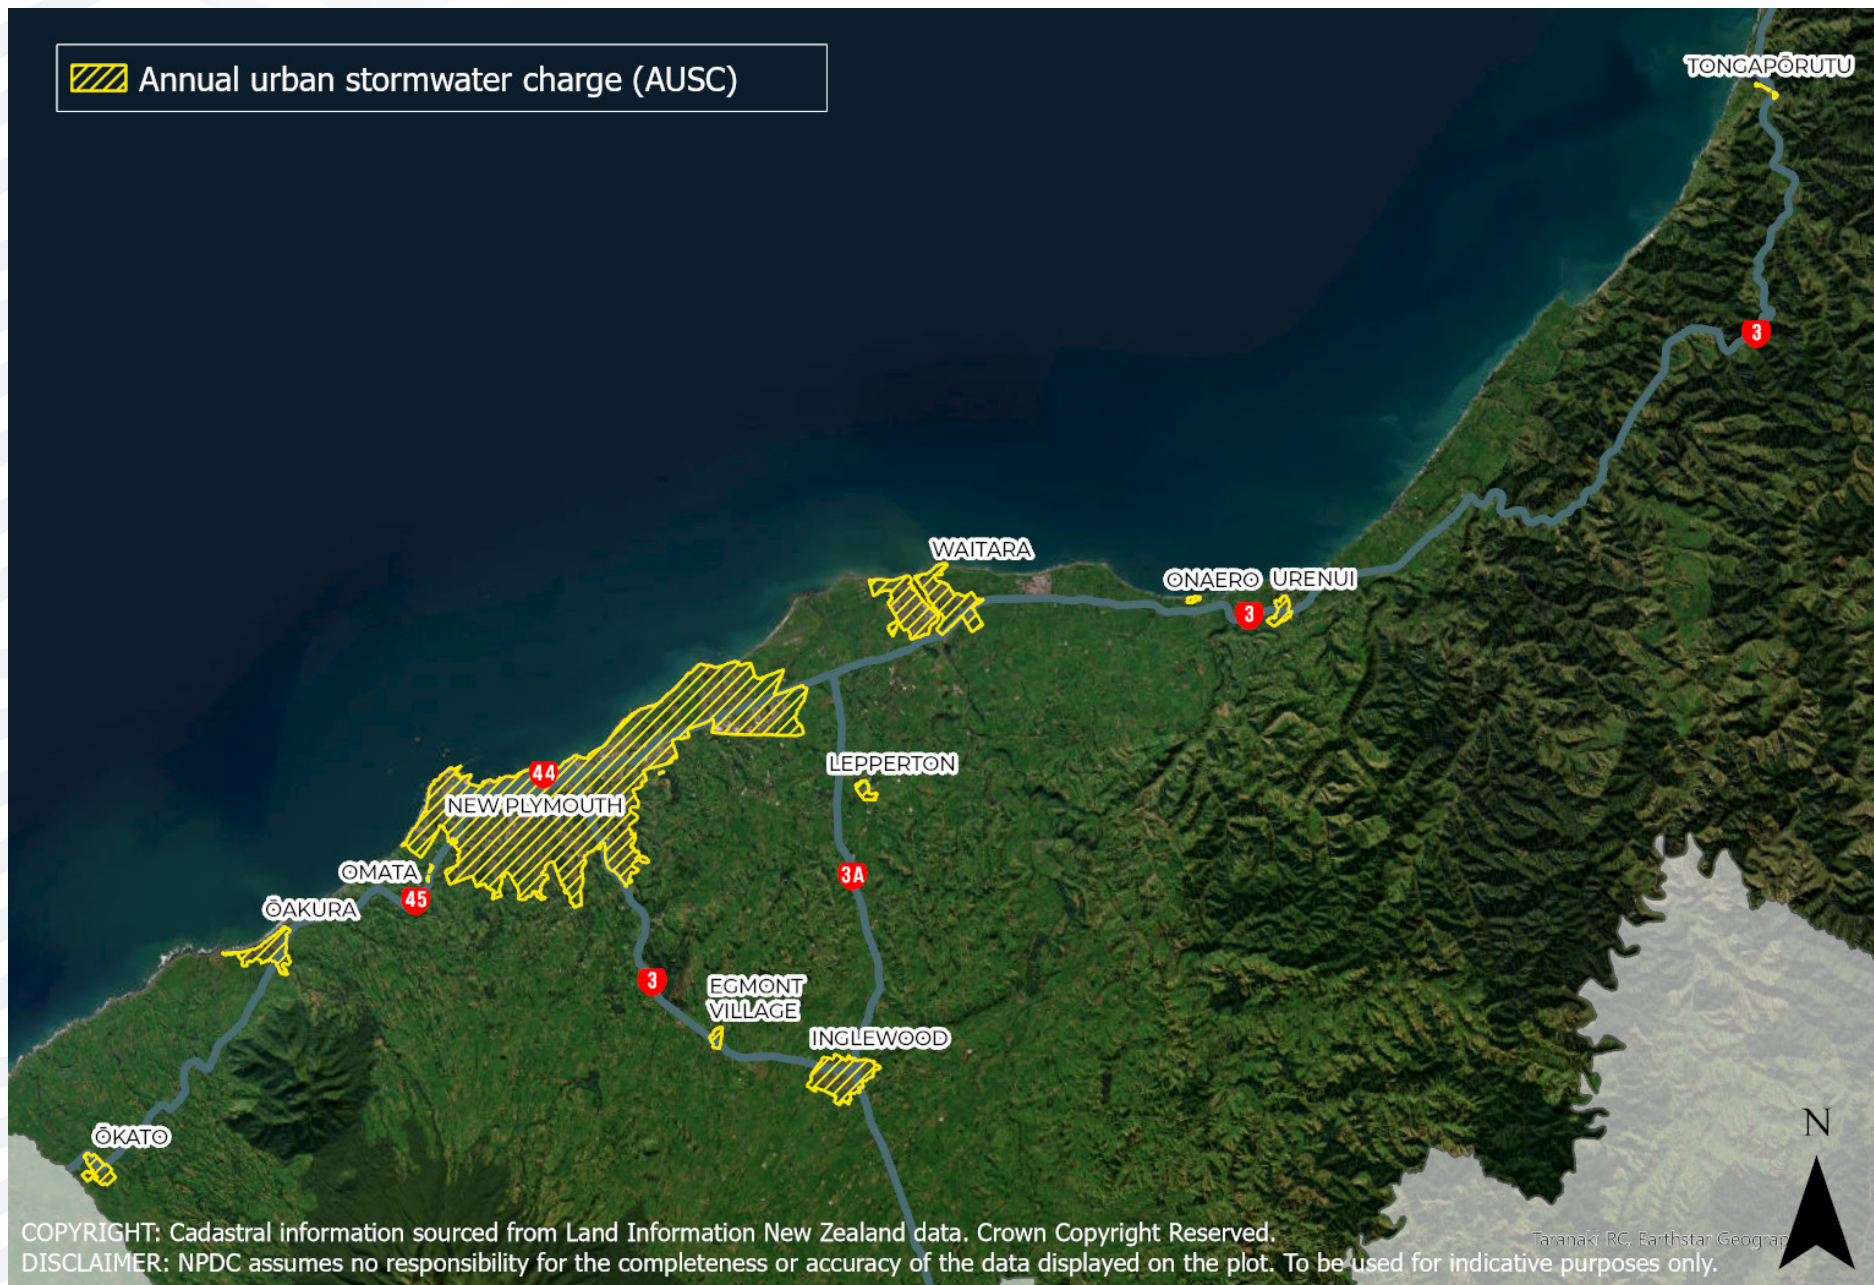 Annual urban stormwater charge (AUSC)
TONGAPŌRUTU
3
WAITARA
ONAERO
URENUI
3
LEPPERTON
44
NEW PLYMOUTH
OMATA
3A
45
ŌAKURA
3
EGMONT
VILLAGE
INGLEWOOD
ŌKATO
N
COPYRIGHT: Cadastral information sourced from Land Information New Zealand data. Crown Copyright Reserved.
Taranaki RC, Earthstar Geograp
DISCLAIMER: NPDC assumes no responsibility for the completeness or accuracy of the data displayed on the plot. To be used for indicative purposes only.